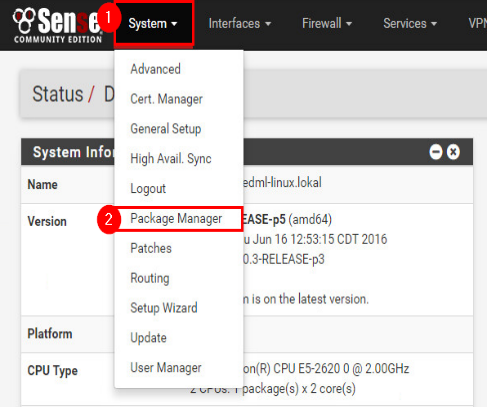 Sense 1 System Interfaces Firewall Services VPN
COMMUNITY EDITION
Advanced
Status / D
Cert. Manager
General Setup
System Infor
High Avail. Sync
Name
Logout
edml-linux.lokal
Version
2 Package Manager
EASE-p5 (amd64)
u Jun 16 12:53:15 CDT 2016
Patches
0.3-RELEASE-p3
Routing
m is on the latest version.
Setup Wizard
Platform
Update
CPU Type
User Manager
on(R) CPU E5-2620 0 @ 2.00GHz
2 CPUs: 1 package(s) x 2 core(s)